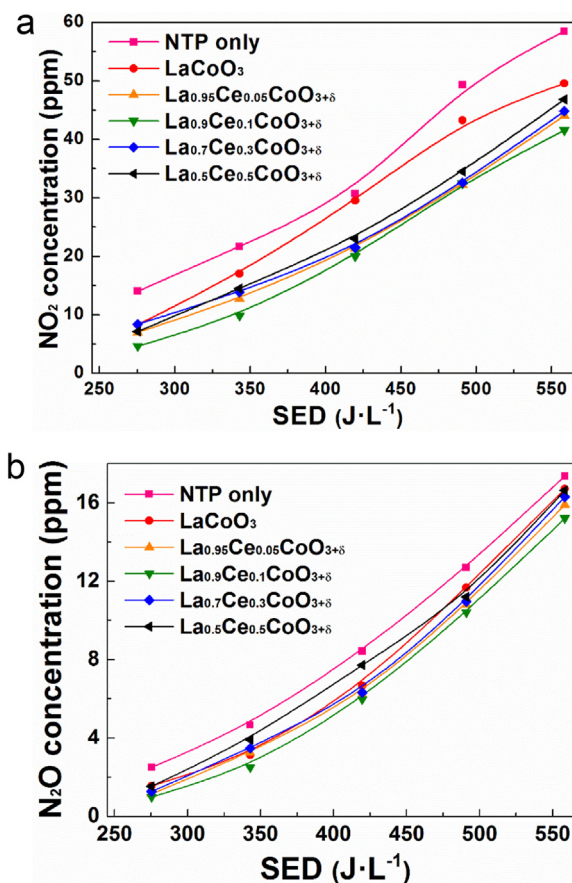 a
60
50
40
30
20
10
0
NO₂ concentration (ppm)
NTP only
LaCoO₃
La₀.₉₅Ce₀.₀₅CoO₃₊δ
La₀.₉Ce₀.₁CoO₃₊δ
La₀.₇Ce₀.₃CoO₃₊δ
La₀.₅Ce₀.₅CoO₃₊δ
250 300 350 400 450 500 550
SED (J·L⁻¹)
b
16
12
8
4
0
N₂O concentration (ppm)
NTP only
LaCoO₃
La₀.₉₅Ce₀.₀₅CoO₃₊δ
La₀.₉Ce₀.₁CoO₃₊δ
La₀.₇Ce₀.₃CoO₃₊δ
La₀.₅Ce₀.₅CoO₃₊δ
250 300 350 400 450 500 550
SED (J·L⁻¹)